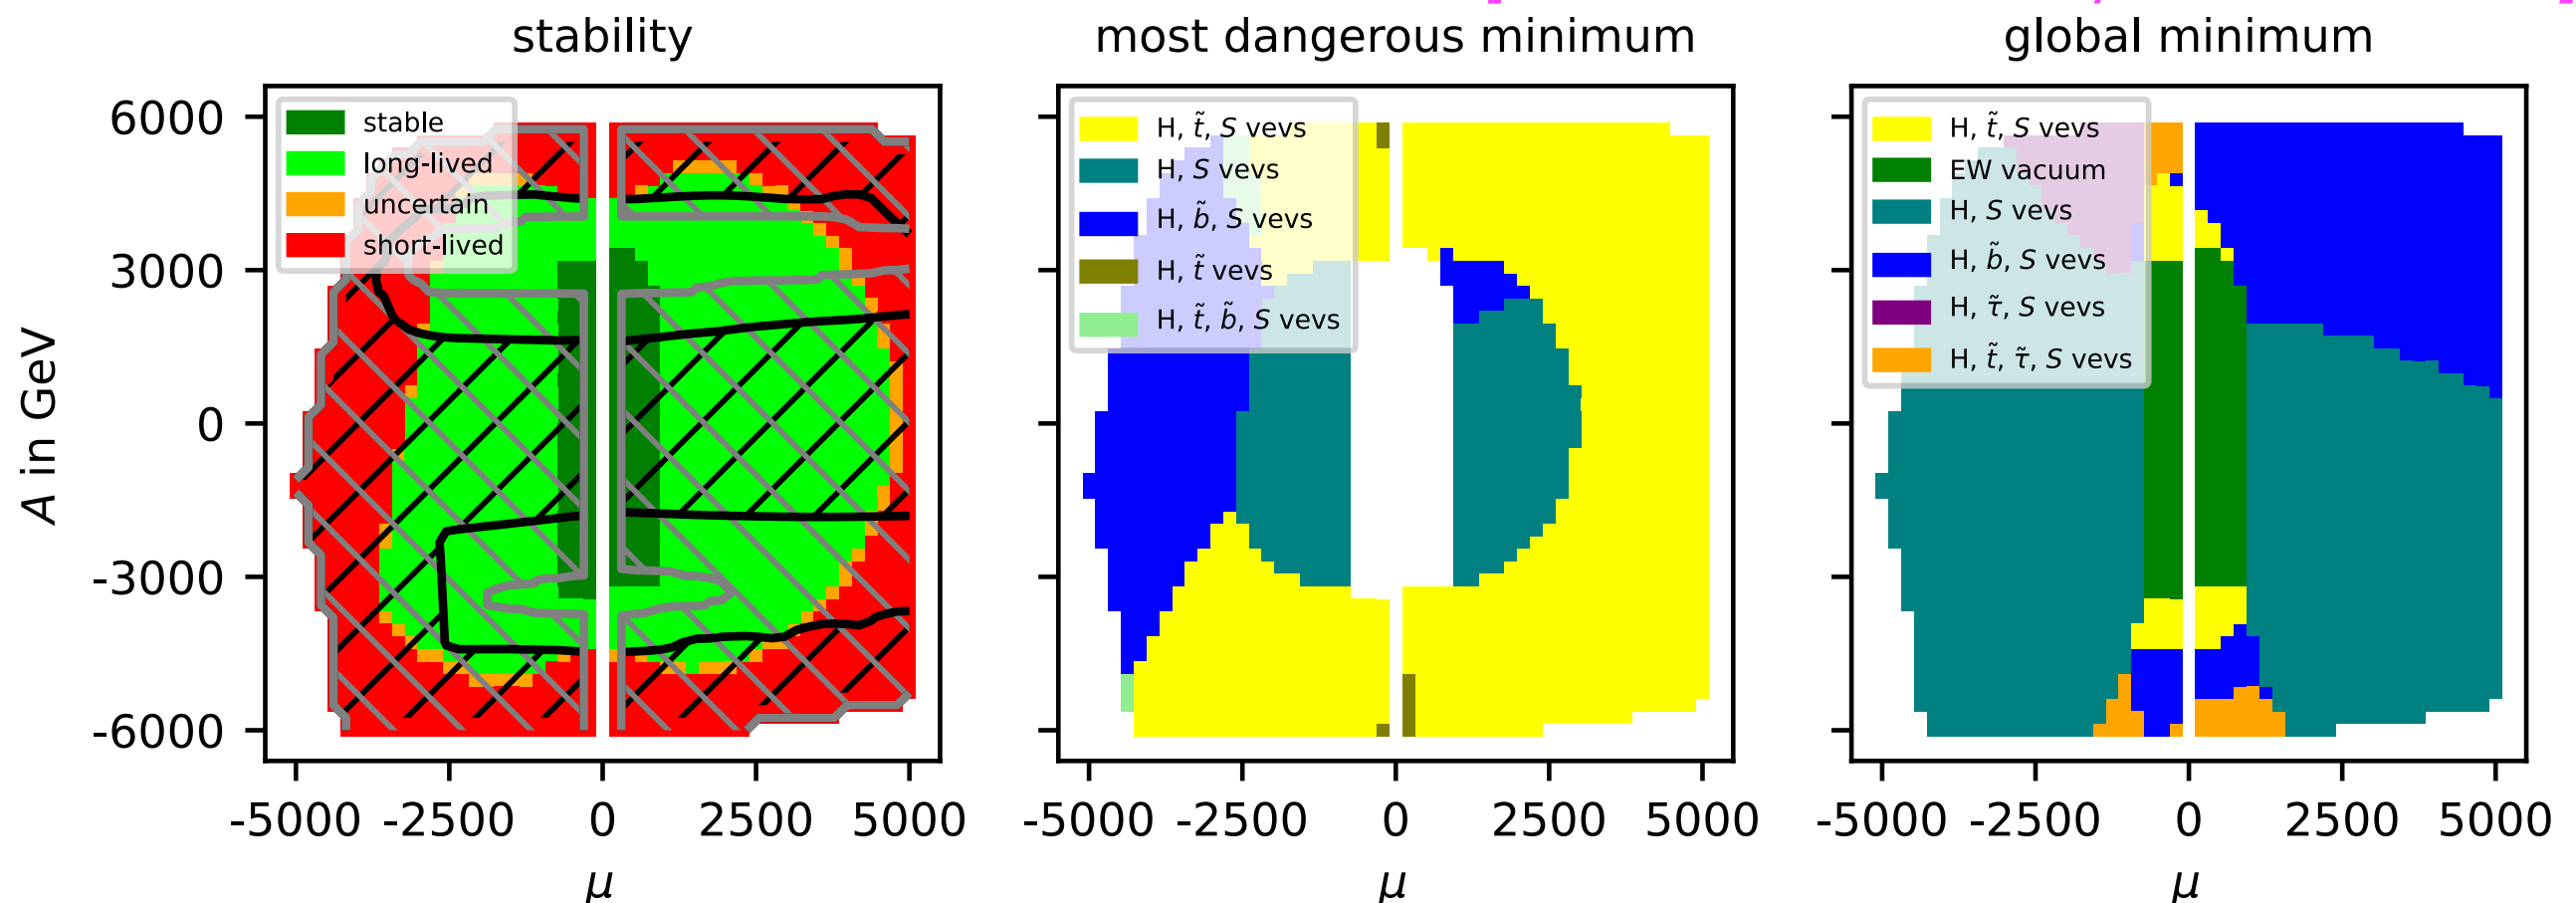 stability
most dangerous minimum
global minimum
6000
3000
0
-3000
-6000
A in GeV
stable
long-lived
uncertain
short-lived
H, t̃, S vevs
H, S vevs
H, b̃, S vevs
H, t̃ vevs
H, t̃, b̃, S vevs
H, t̃, S vevs
EW vacuum
H, S vevs
H, b̃, S vevs
H, τ̃, S vevs
H, t̃, τ̃, S vevs
-5000 -2500 0 2500 5000
-5000 -2500 0 2500 5000
-5000 -2500 0 2500 5000
μ
μ
μ